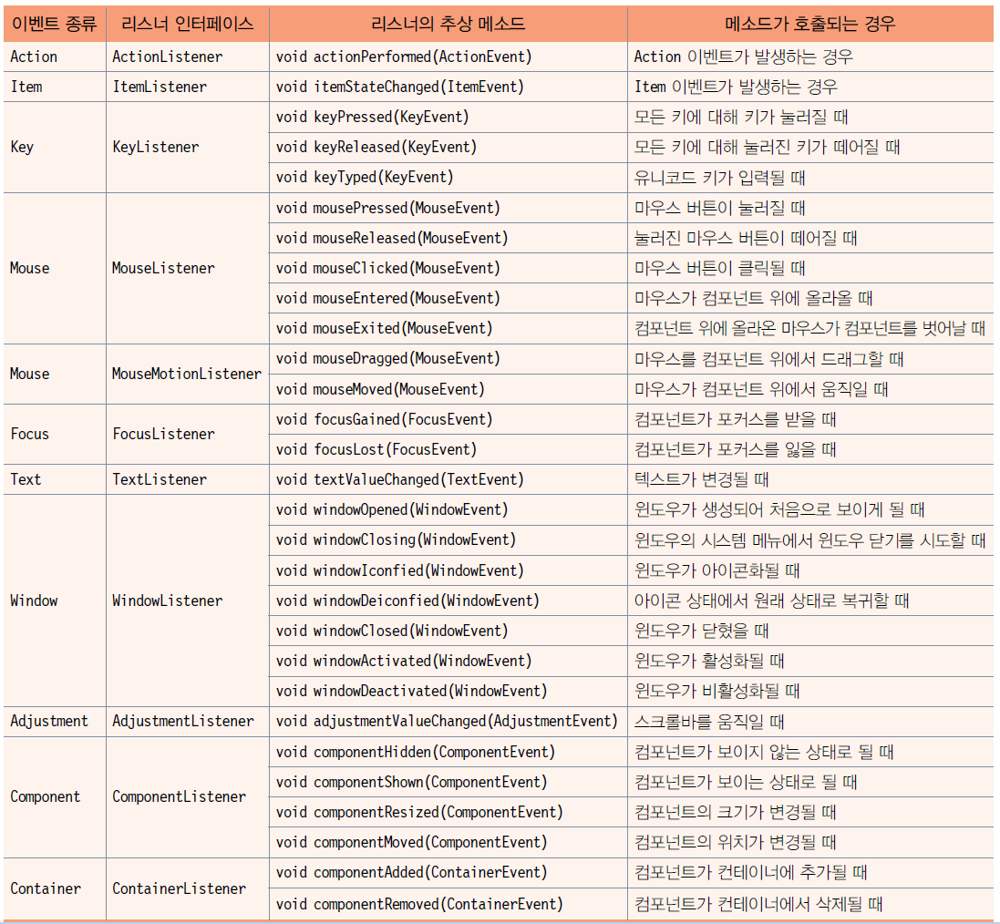 이벤트 종류 리스너 인터페이스 리스너의 추상 메소드 메소드가 호출되는 경우
Action ActionListener void actionPerformed(ActionEvent) Action 이벤트가 발생하는 경우
Item ItemListener void itemStateChanged(ItemEvent) Item 이벤트가 발생하는 경우
Key KeyListener void keyPressed(KeyEvent) 모든 키에 대해 키가 눌러질 때
void keyReleased(KeyEvent) 모든 키에 대해 눌러진 키가 떼어질 때
void keyTyped(KeyEvent) 유니코드 키가 입력될 때
Mouse MouseListener void mousePressed(MouseEvent) 마우스 버튼이 눌러질 때
void mouseReleased(MouseEvent) 눌러진 마우스 버튼이 떼어질 때
void mouseClicked(MouseEvent) 마우스 버튼이 클릭될 때
void mouseEntered(MouseEvent) 마우스가 컴포넌트 위에 올라올 때
void mouseExited(MouseEvent) 컴포넌트 위에 올라온 마우스가 컴포넌트를 벗어날 때
Mouse MouseMotionListener void mouseDragged(MouseEvent) 마우스를 컴포넌트 위에서 드래그할 때
void mouseMoved(MouseEvent) 마우스가 컴포넌트 위에서 움직일 때
Focus FocusListener void focusGained(FocusEvent) 컴포넌트가 포커스를 받을 때
void focusLost(FocusEvent) 컴포넌트가 포커스를 잃을 때
Text TextListener void textValueChanged(TextEvent) 텍스트가 변경될 때
Window WindowListener void windowOpened(WindowEvent) 윈도우가 생성되어 처음으로 보이게 될 때
void windowClosing(WindowEvent) 윈도우의 시스템 메뉴에서 윈도우 닫기를 시도할 때
void windowIconfied(WindowEvent) 윈도우가 아이콘화될 때
void windowDeiconfied(WindowEvent) 아이콘 상태에서 원래 상태로 복귀할 때
void windowClosed(WindowEvent) 윈도우가 닫혔을 때
void windowActivated(WindowEvent) 윈도우가 활성화될 때
void windowDeactivated(WindowEvent) 윈도우가 비활성화될 때
Adjustment AdjustmentListener void adjustmentValueChanged(AdjustmentEvent) 스크롤바를 움직일 때
Component ComponentListener void componentHidden(ComponentEvent) 컴포넌트가 보이지 않는 상태로 될 때
void componentShown(ComponentEvent) 컴포넌트가 보이는 상태로 될 때
void componentResized(ComponentEvent) 컴포넌트의 크기가 변경될 때
void componentMoved(ComponentEvent) 컴포넌트의 위치가 변경될 때
Container ContainerListener void componentAdded(ContainerEvent) 컴포넌트가 컨테이너에 추가될 때
void componentRemoved(ContainerEvent) 컴포넌트가 컨테이너에서 삭제될 때